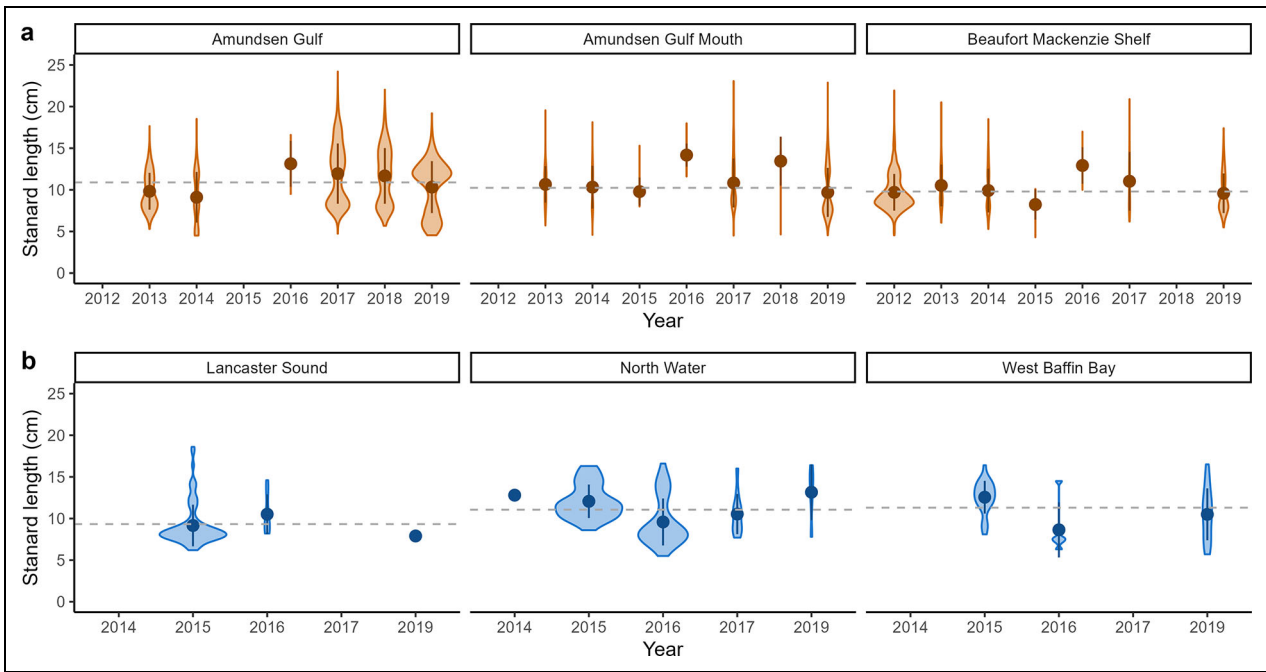 a
Amundsen Gulf Amundsen Gulf Mouth Beaufort Mackenzie Shelf
Stanard length (cm)
25
20
15
10
5
0
2012 2013 2014 2015 2016 2017 2018 2019 2012 2013 2014 2015 2016 2017 2018 2019 2012 2013 2014 2015 2016 2017 2018 2019
Year
b
Lancaster Sound North Water West Baffin Bay
Stanard length (cm)
25
20
15
10
5
0
2014 2015 2016 2017 2019 2014 2015 2016 2017 2019 2014 2015 2016 2017 2019
Year